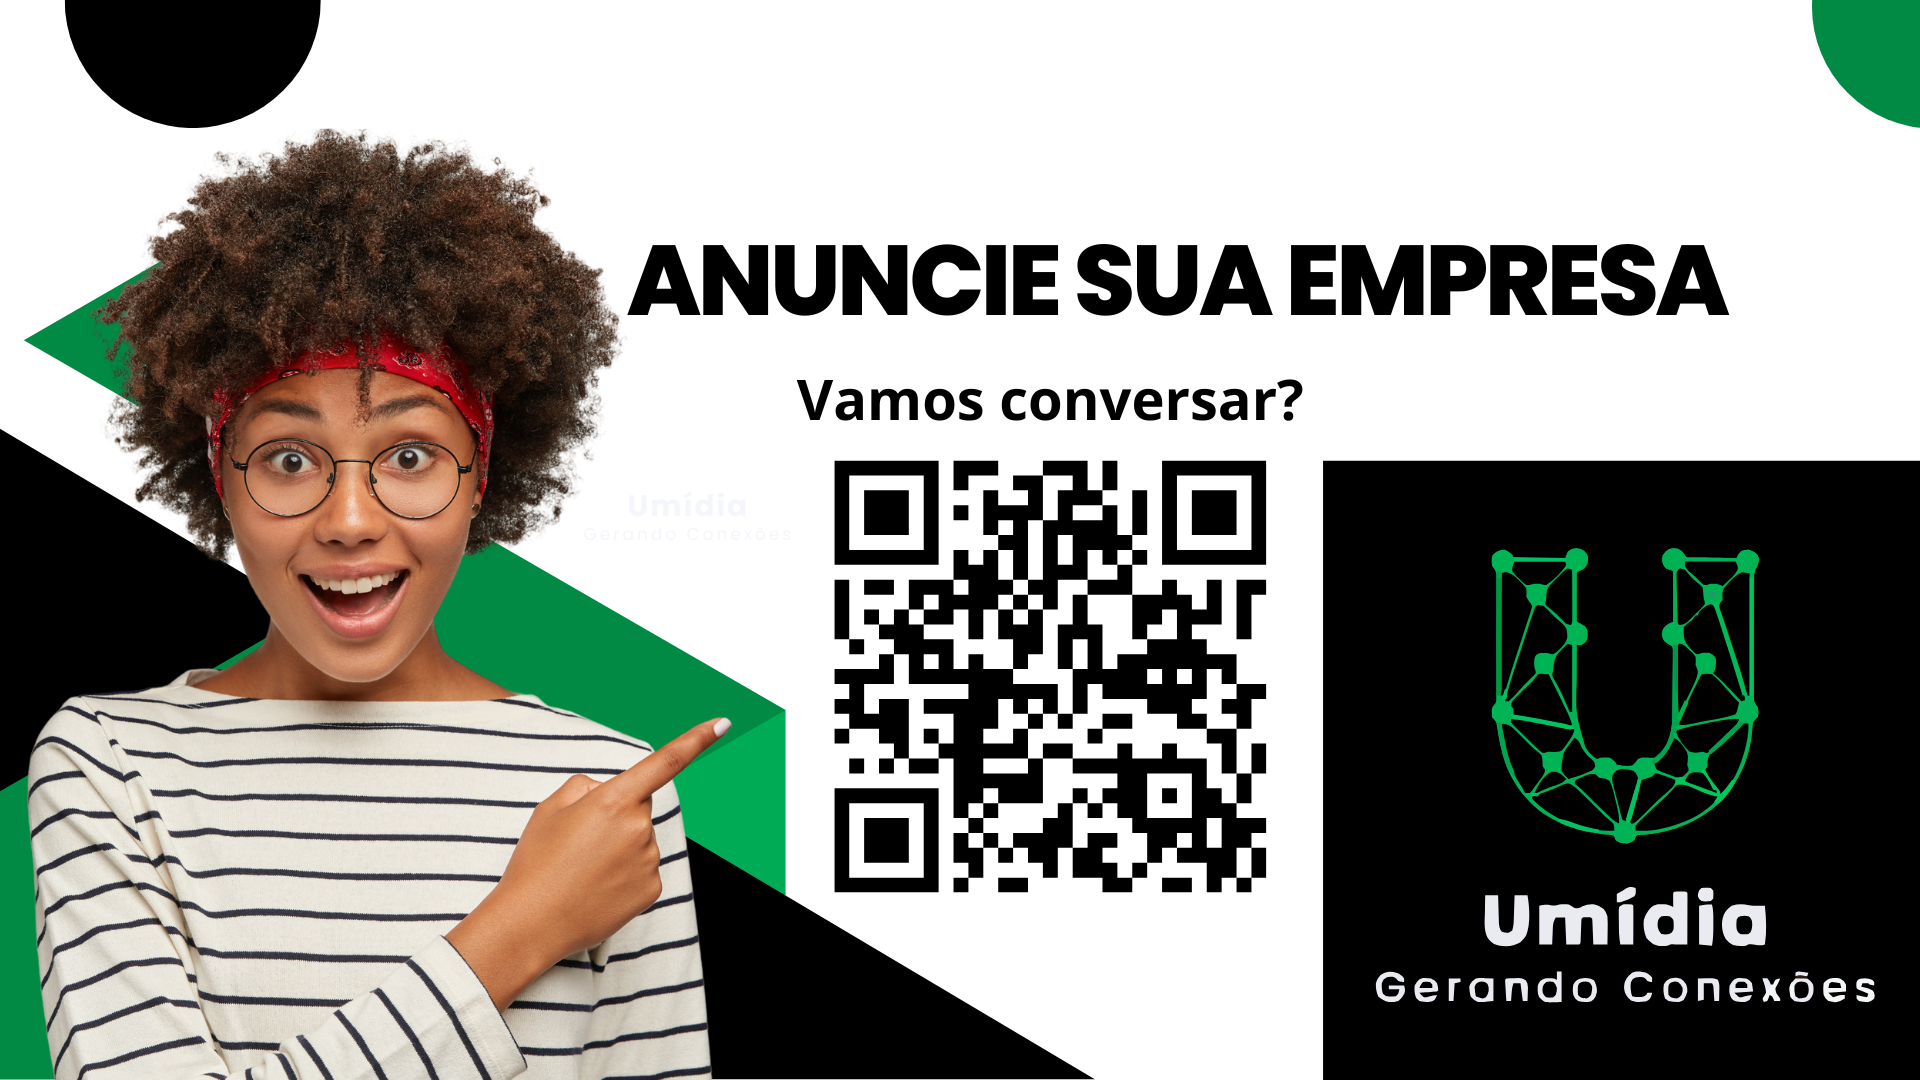 ANUNCIE SUA EMPRESA
Vamos conversar?
Umídia
Gerando Conexões
Umídia
Gerando Conexões